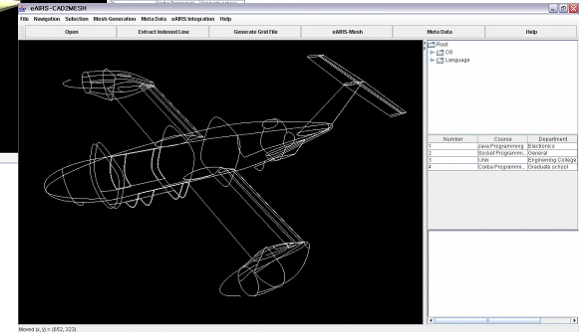 eAIRS-CAD2MESH
File Navigation Selection Mesh-Generation Meta Data eAIRS Integration Help
Open Extract Indexed Line Generate Grid File eAIRS-Mesh Meta Data Help
Root
OS
Language
Number Course Department
1 Java Programming Electronics
2 Socket Programmi... General
3 Unix Engineering College
4 Corba Programmi... Graduate school
Moved (x, y) = (652, 323)